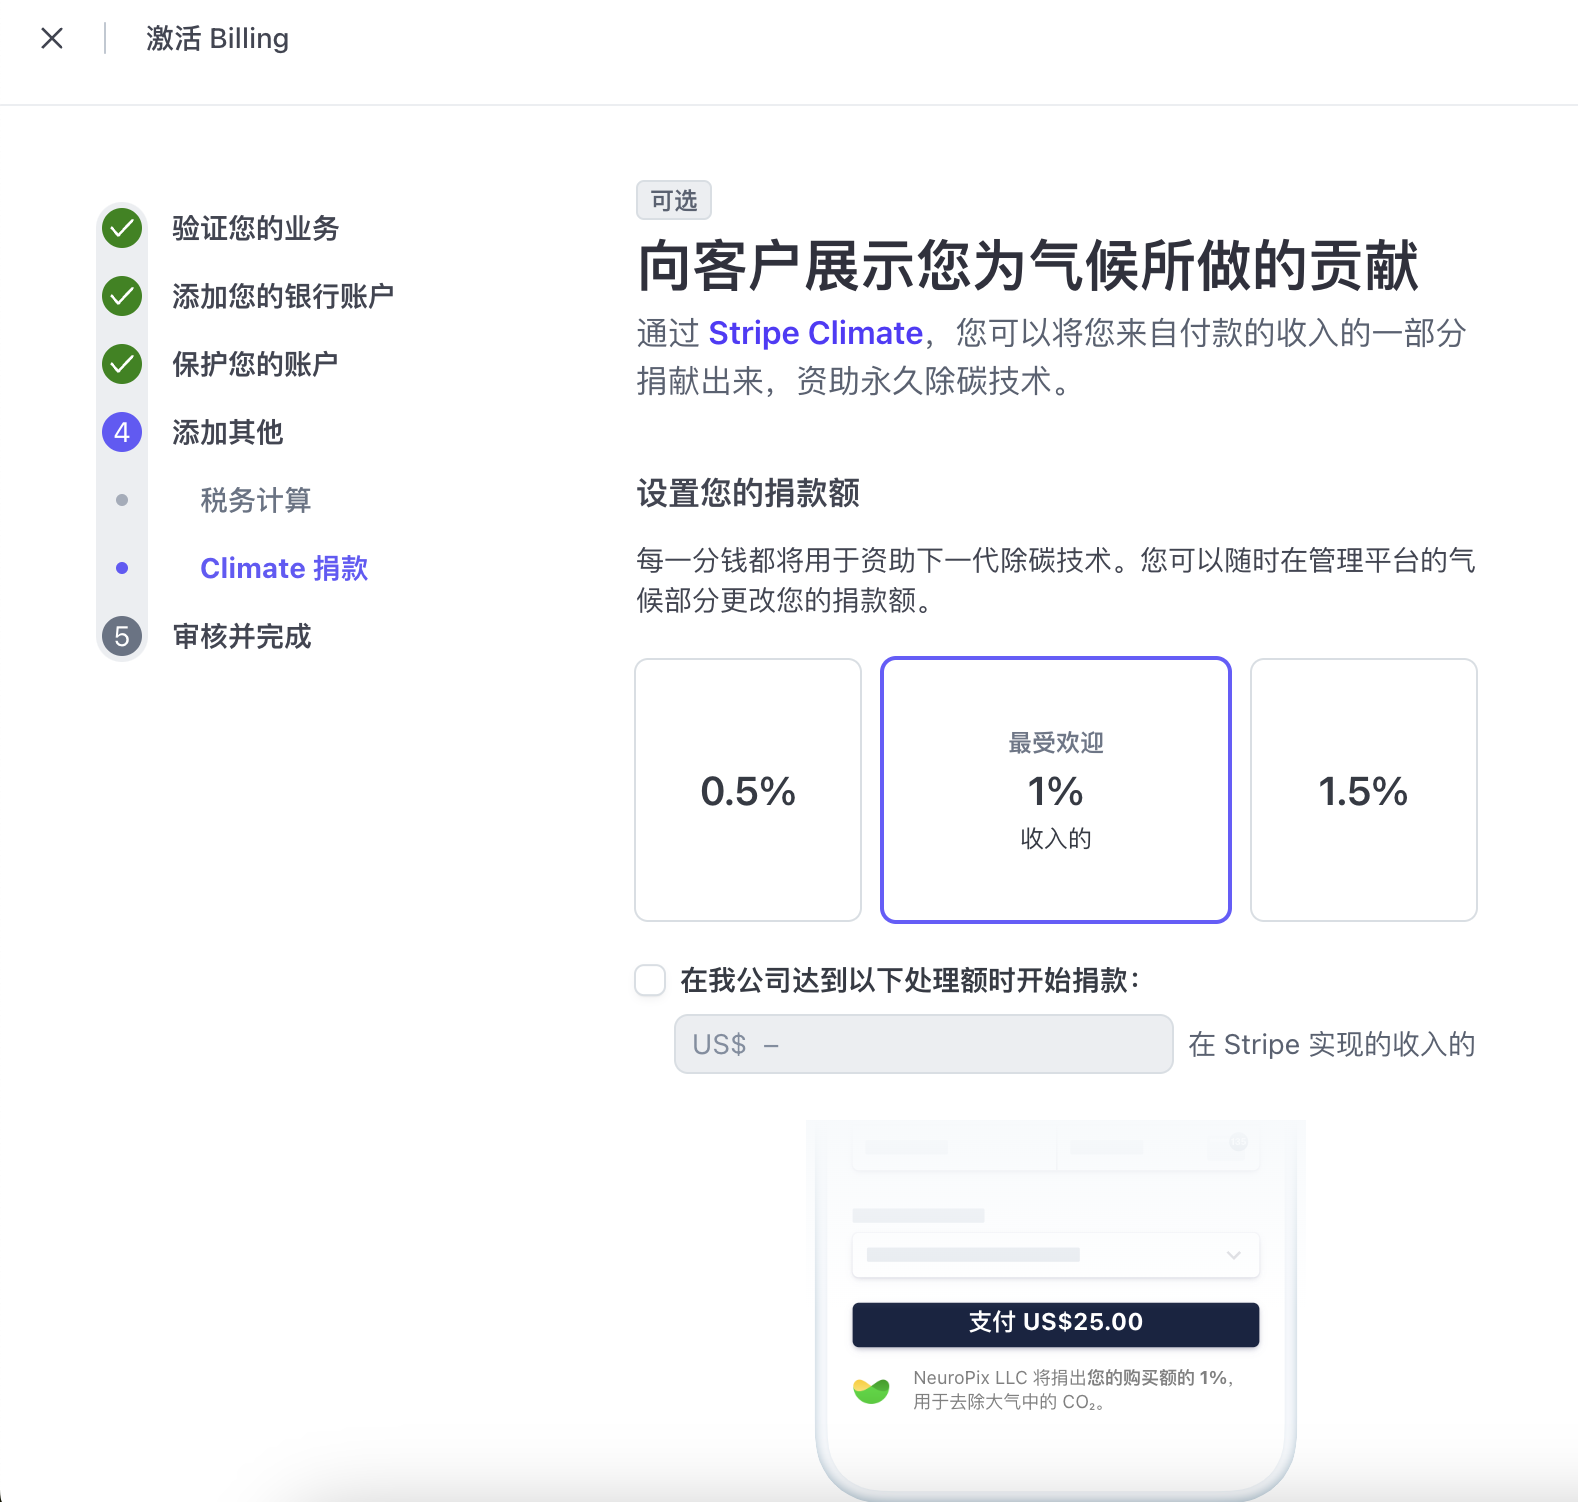 激活 Billing
验证您的业务
添加您的银行账户
保护您的账户
4 添加其他
税务计算
Climate 捐款
5 审核并完成
可选
向客户展示您为气候所做的贡献
通过 Stripe Climate，您可以将您来自付款的收入的一部分
捐献出来，资助永久除碳技术。
设置您的捐款额
每一分钱都将用于资助下一代除碳技术。您可以随时在管理平台的气
候部分更改您的捐款额。
0.5%
最受欢迎
1%
收入的
1.5%
在我公司达到以下处理额时开始捐款：
US$ – 在 Stripe 实现的收入的
支付 US$25.00
NeuroPix LLC 将捐出您的购买额的 1%，
用于去除大气中的 CO₂。